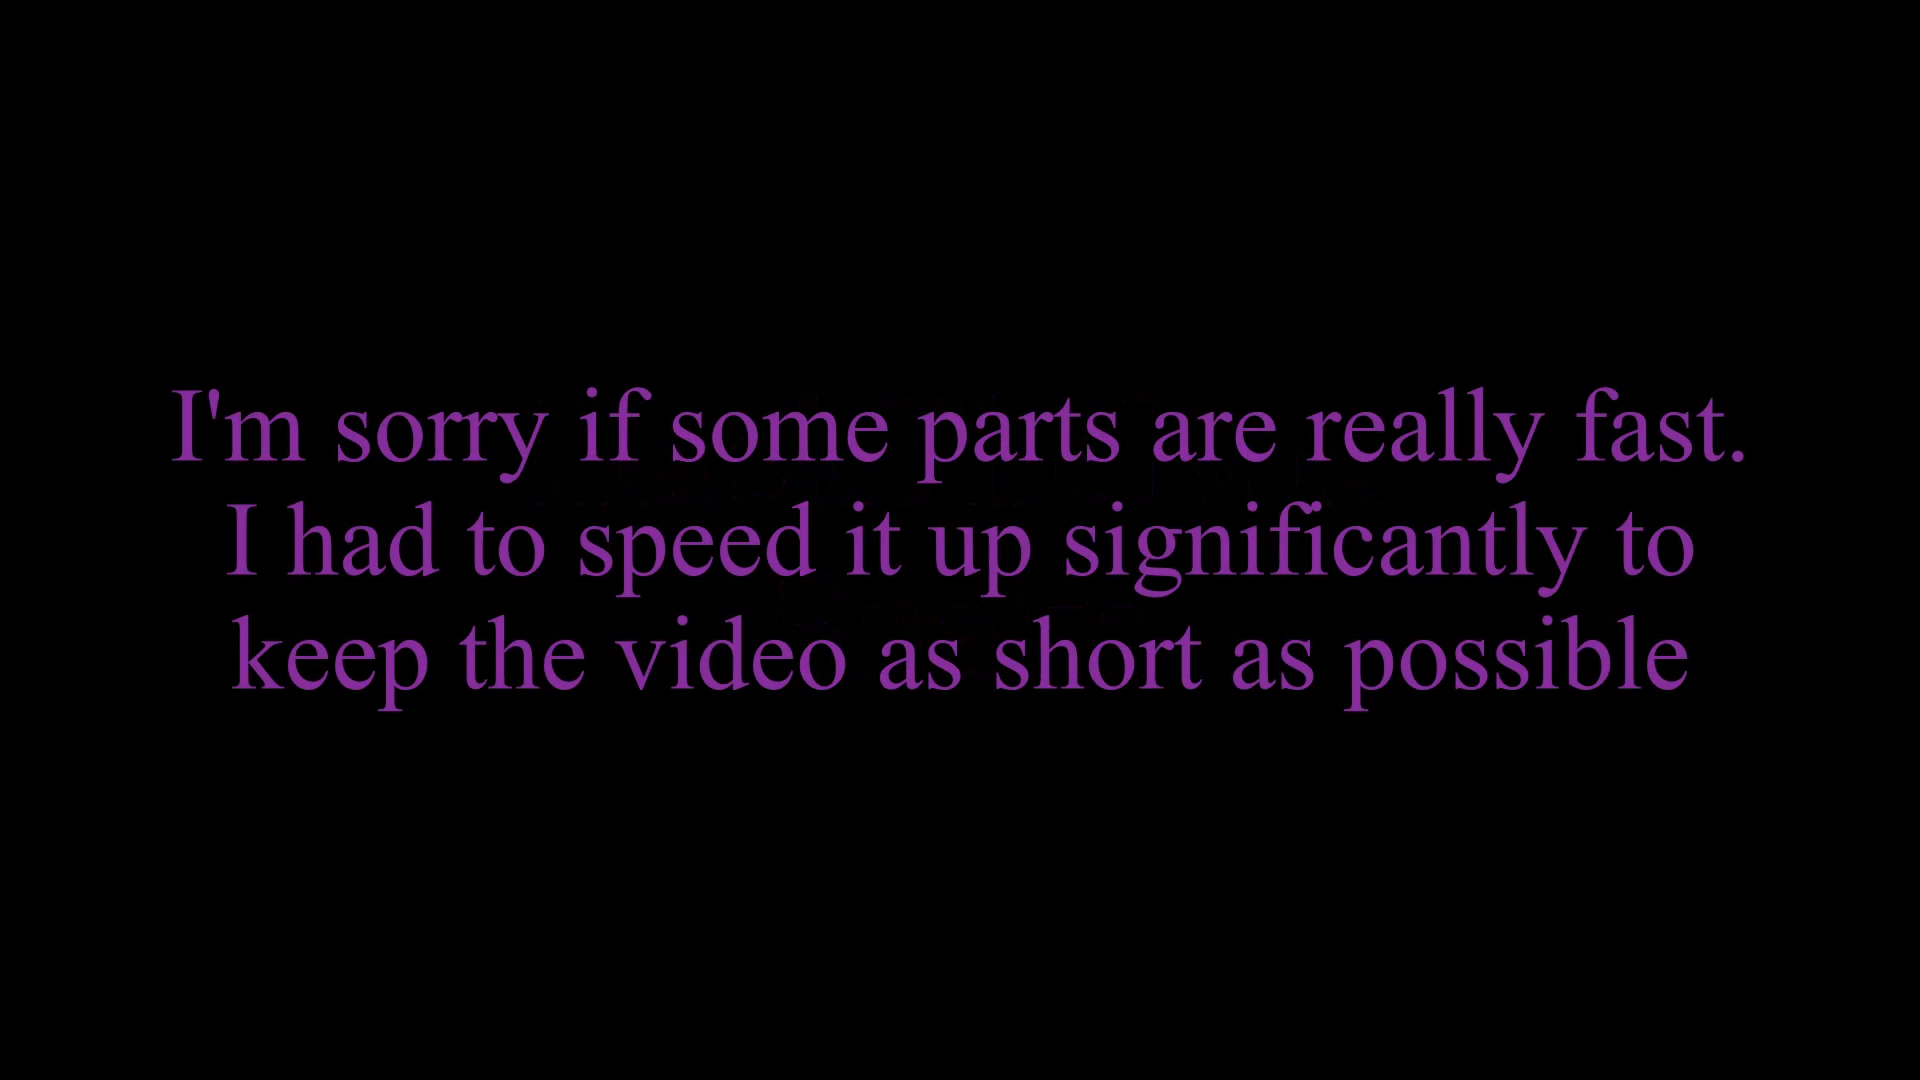 I'm sorry if some parts are really fast.
I had to speed it up significantly to
keep the video as short as possible